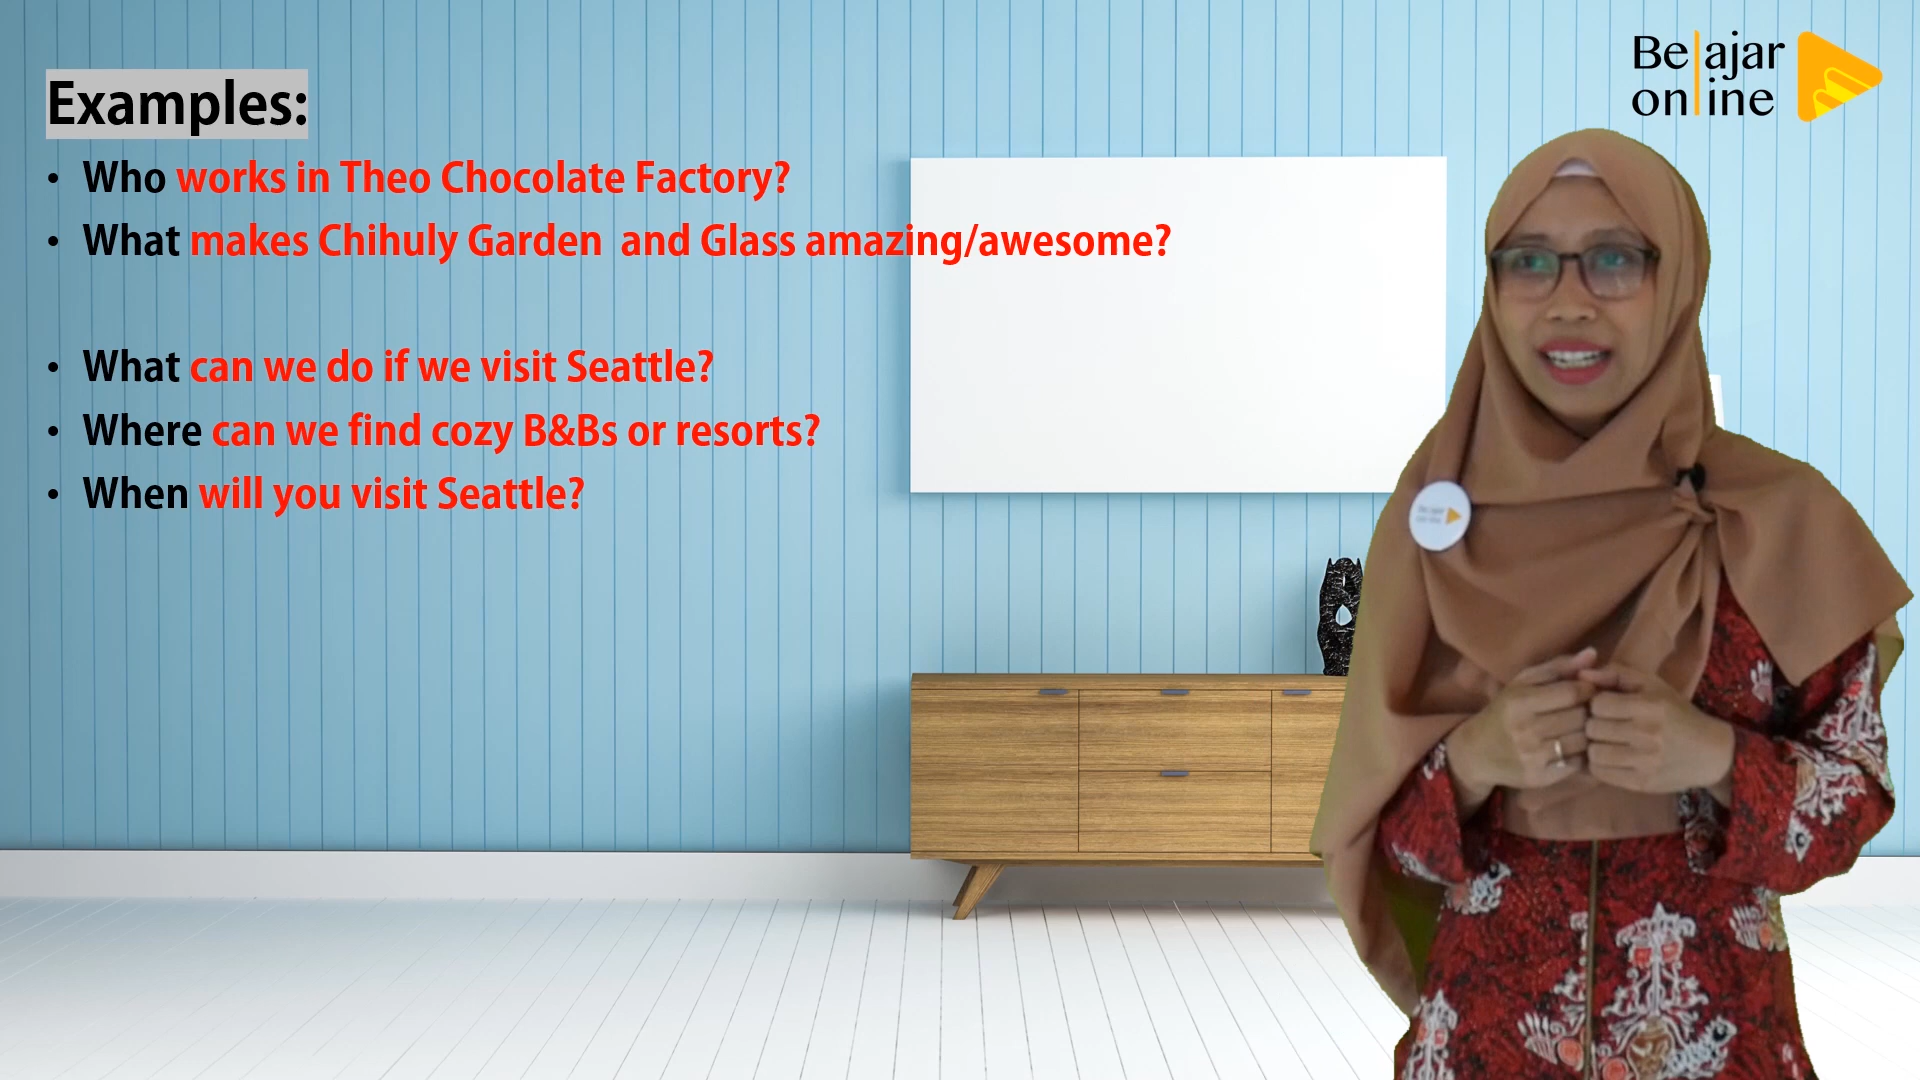 Belajar
online
Examples:
• Who works in Theo Chocolate Factory?
• What makes Chihuly Garden and Glass amazing/awesome?
• What can we do if we visit Seattle?
• Where can we find cozy B&Bs or resorts?
• When will you visit Seattle?